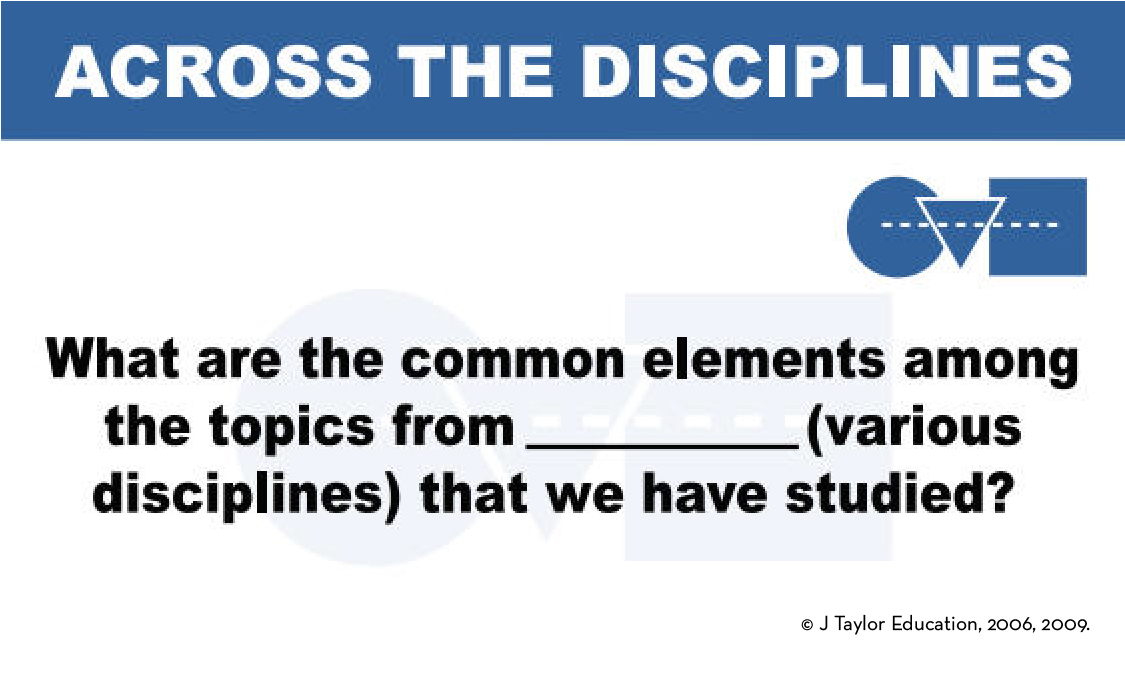 ACROSS THE DISCIPLINES
What are the common elements among
the topics from __________ (various
disciplines) that we have studied?
© J Taylor Education, 2006, 2009.